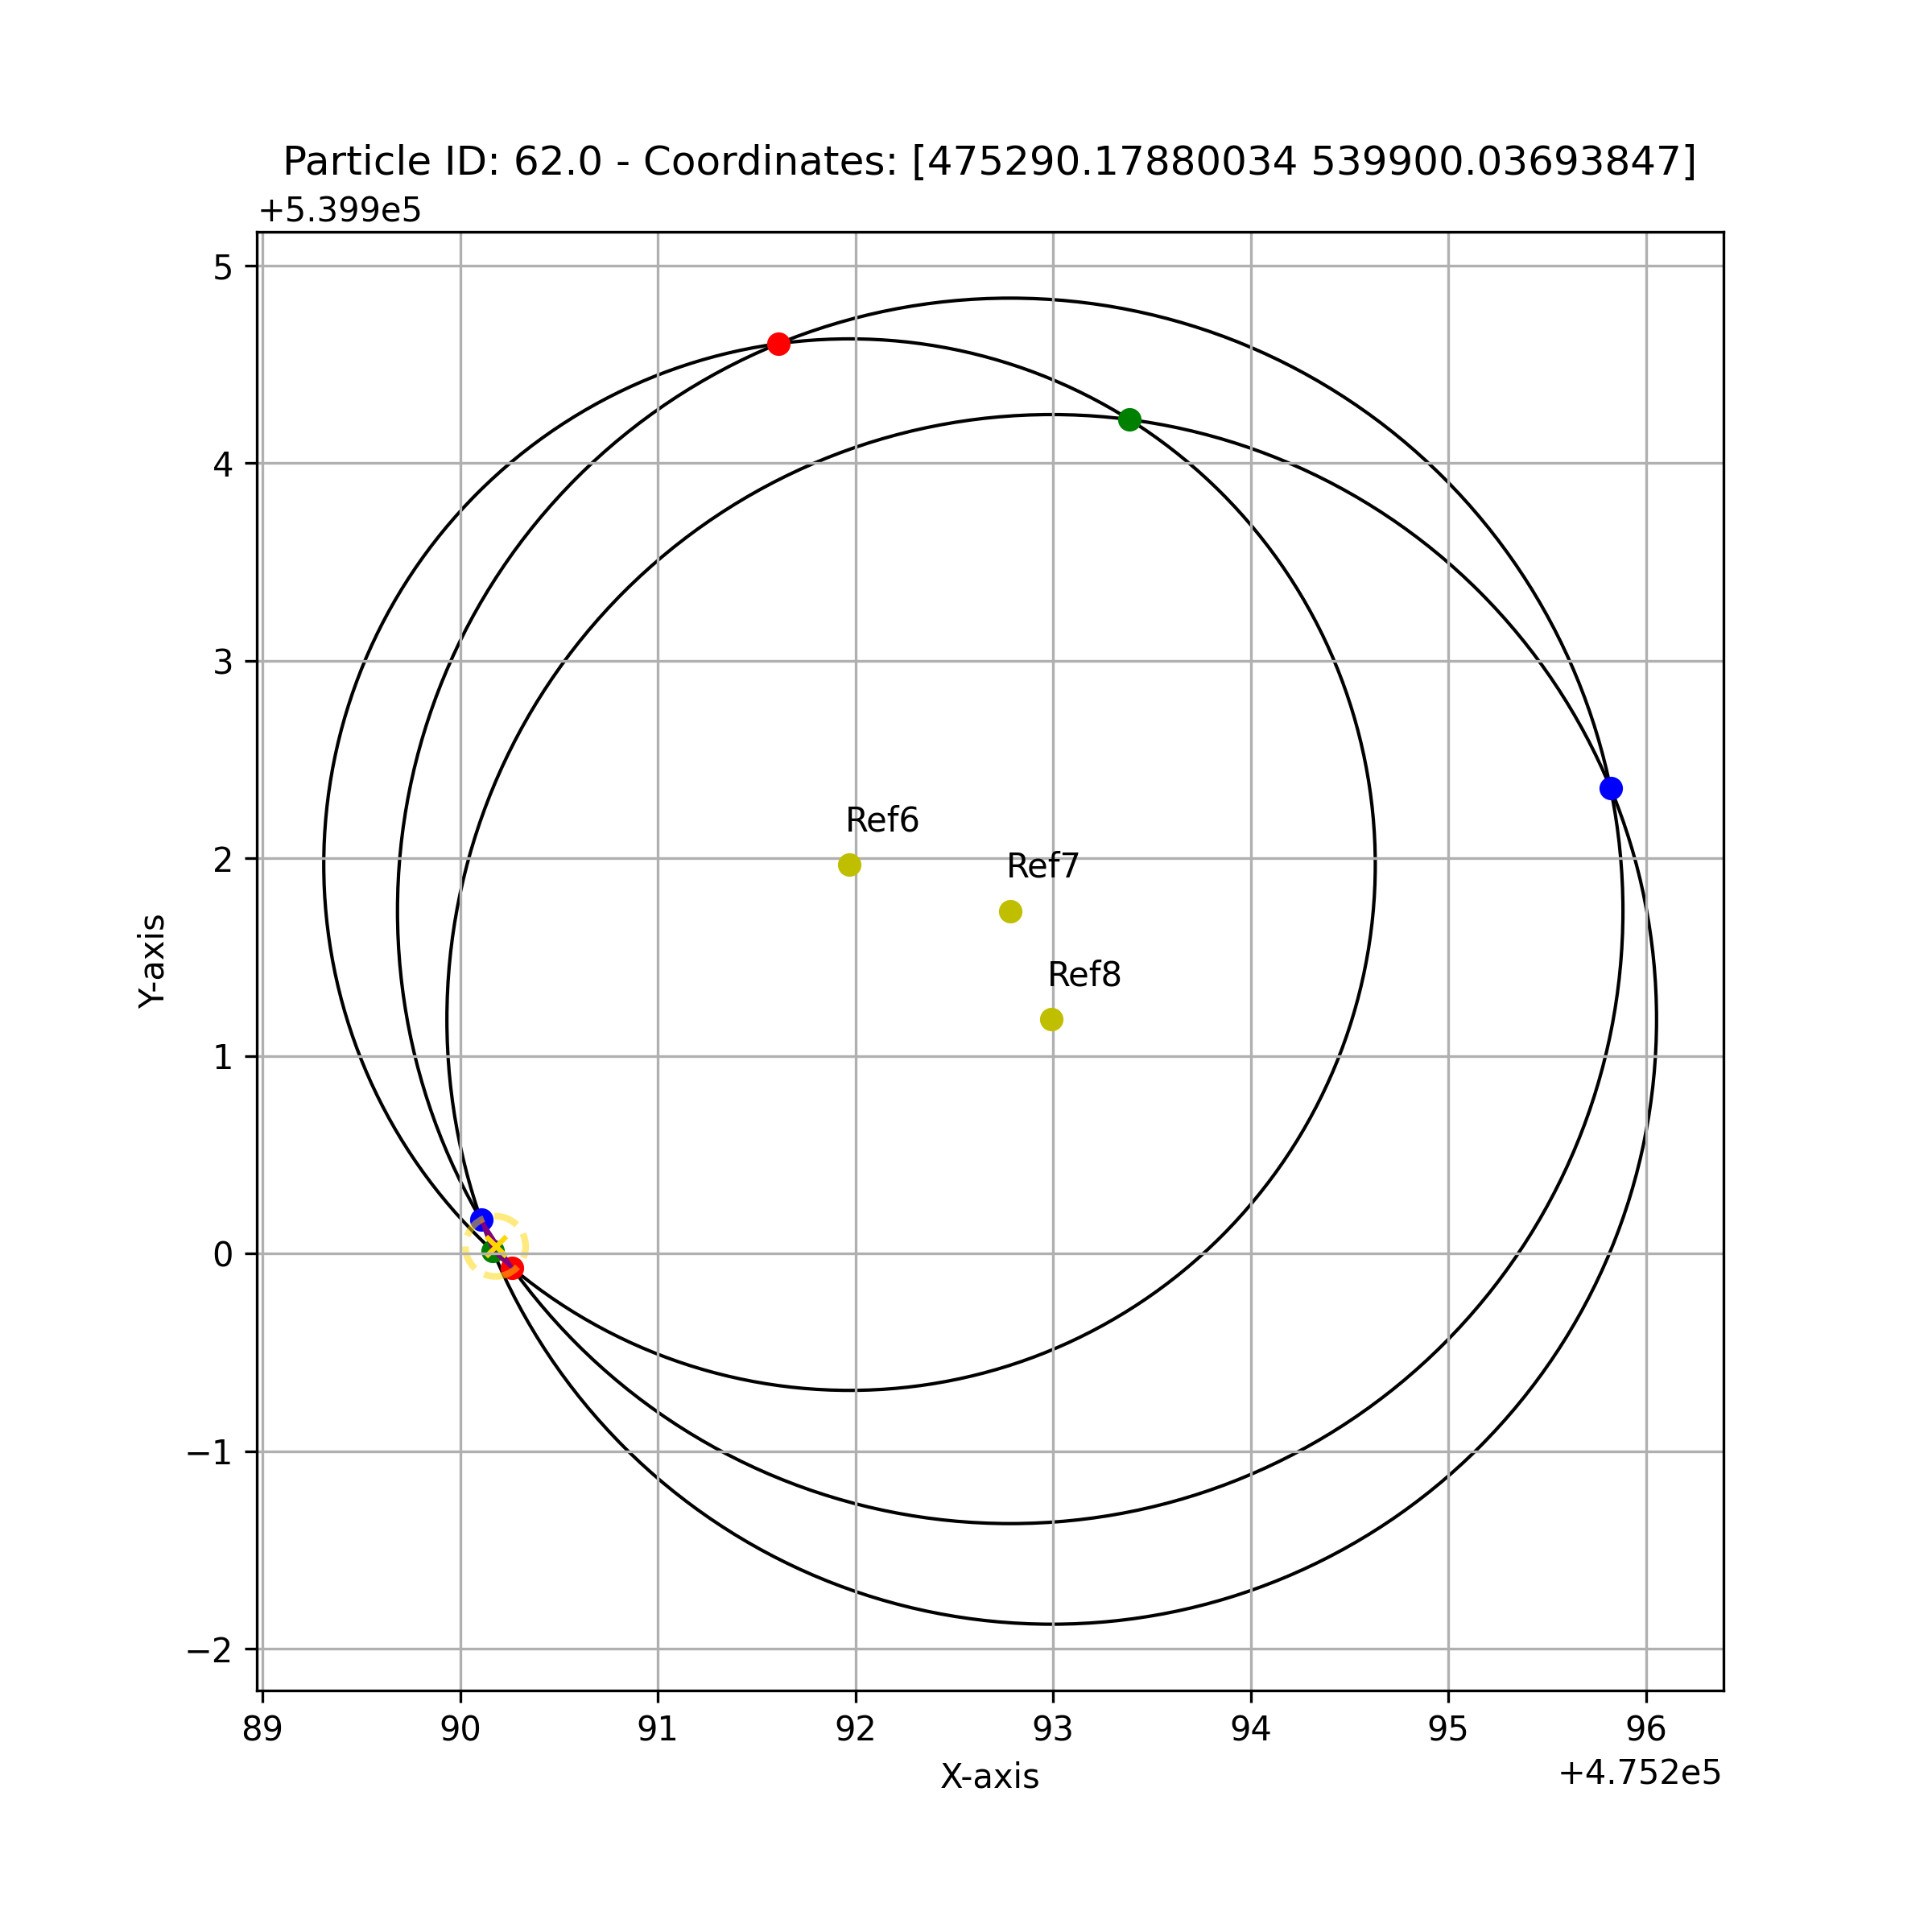 Particle ID: 62.0 - Coordinates: [475290.17880034 539900.03693847]
+5.399e5
5
4
3
2
1
0
−1
−2
Y-axis
Ref6
Ref7
Ref8
89 90 91 92 93 94 95 96
X-axis
+4.752e5